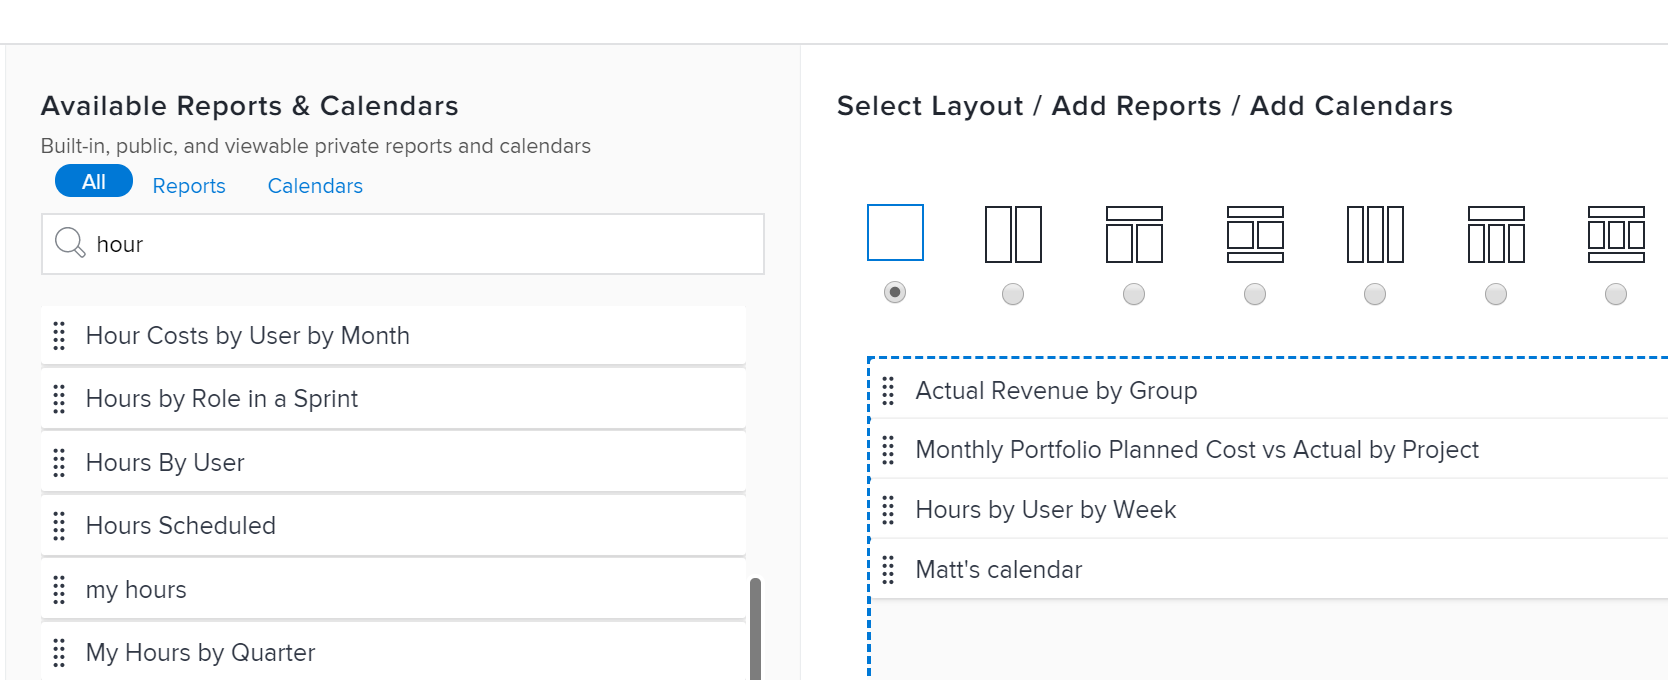 Available Reports & Calendars
Built-in, public, and viewable private reports and calendars
All Reports Calendars
hour
Hour Costs by User by Month
Hours by Role in a Sprint
Hours By User
Hours Scheduled
my hours
My Hours by Quarter
Select Layout / Add Reports / Add Calendars
Actual Revenue by Group
Monthly Portfolio Planned Cost vs Actual by Project
Hours by User by Week
Matt's calendar